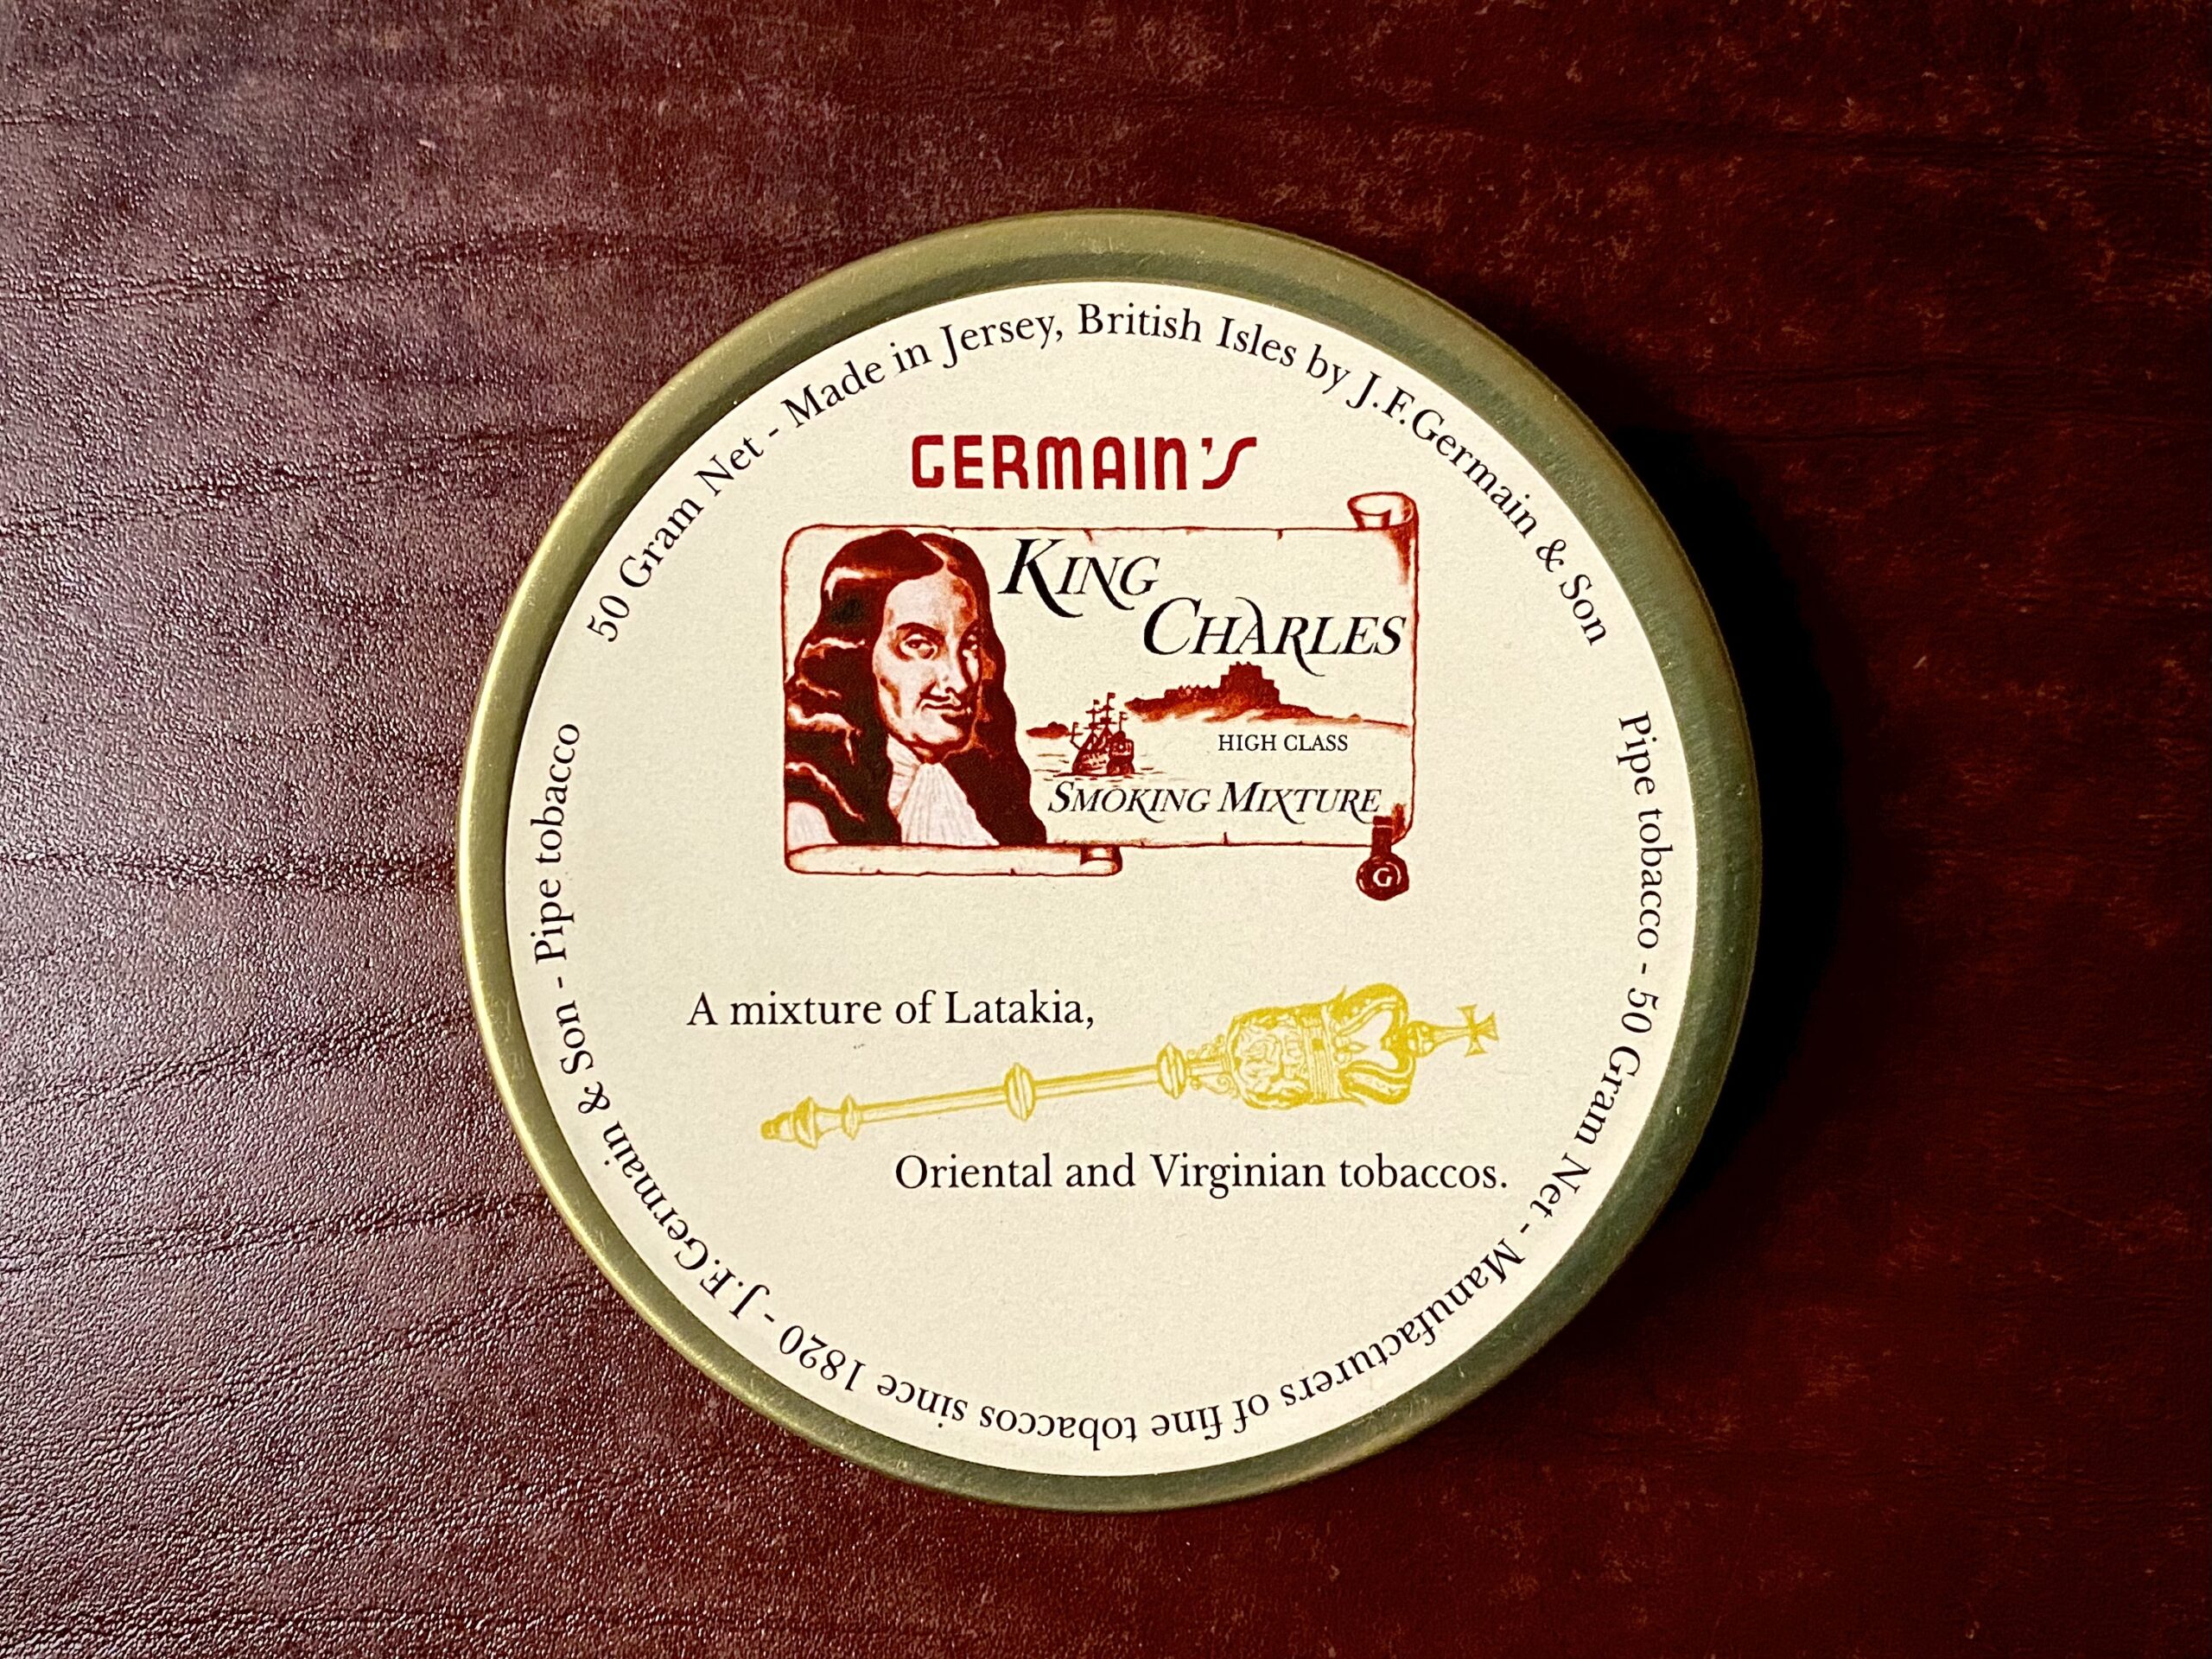 50 Gram Net - Made in Jersey, British Isles by J.F.Germain & Son
GERMAIN'S
KING
CHARLES
HIGH CLASS
SMOKING MIXTURE
G
A mixture of Latakia,
Oriental and Virginian tobaccos.
Pipe tobacco - 50 Gram Net - Manufacturers of fine tobaccos since 1820 - J.F.Germain & Son - Pipe tobacco